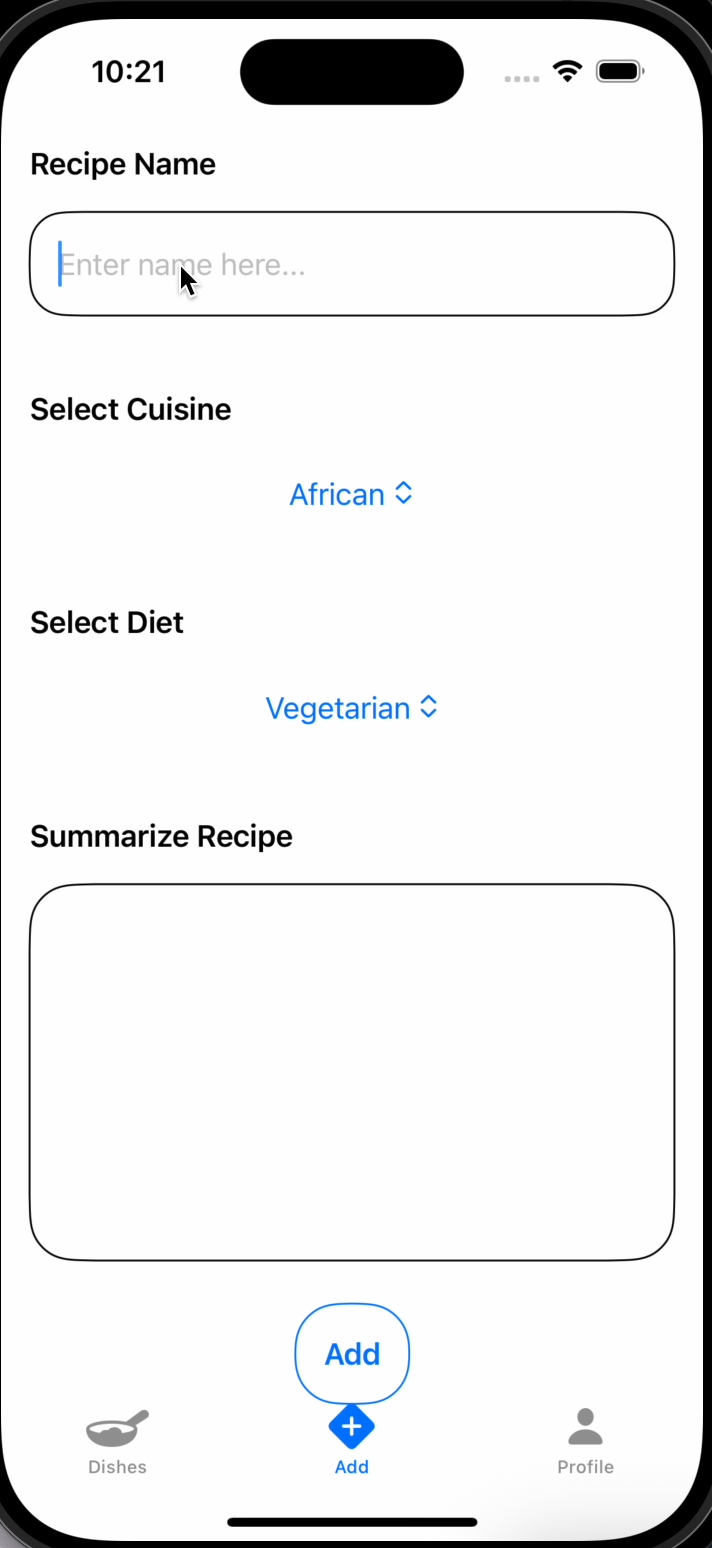 10:21
Recipe Name
Enter name here...
Select Cuisine
African
Select Diet
Vegetarian
Summarize Recipe
Add
Dishes
Add
Profile